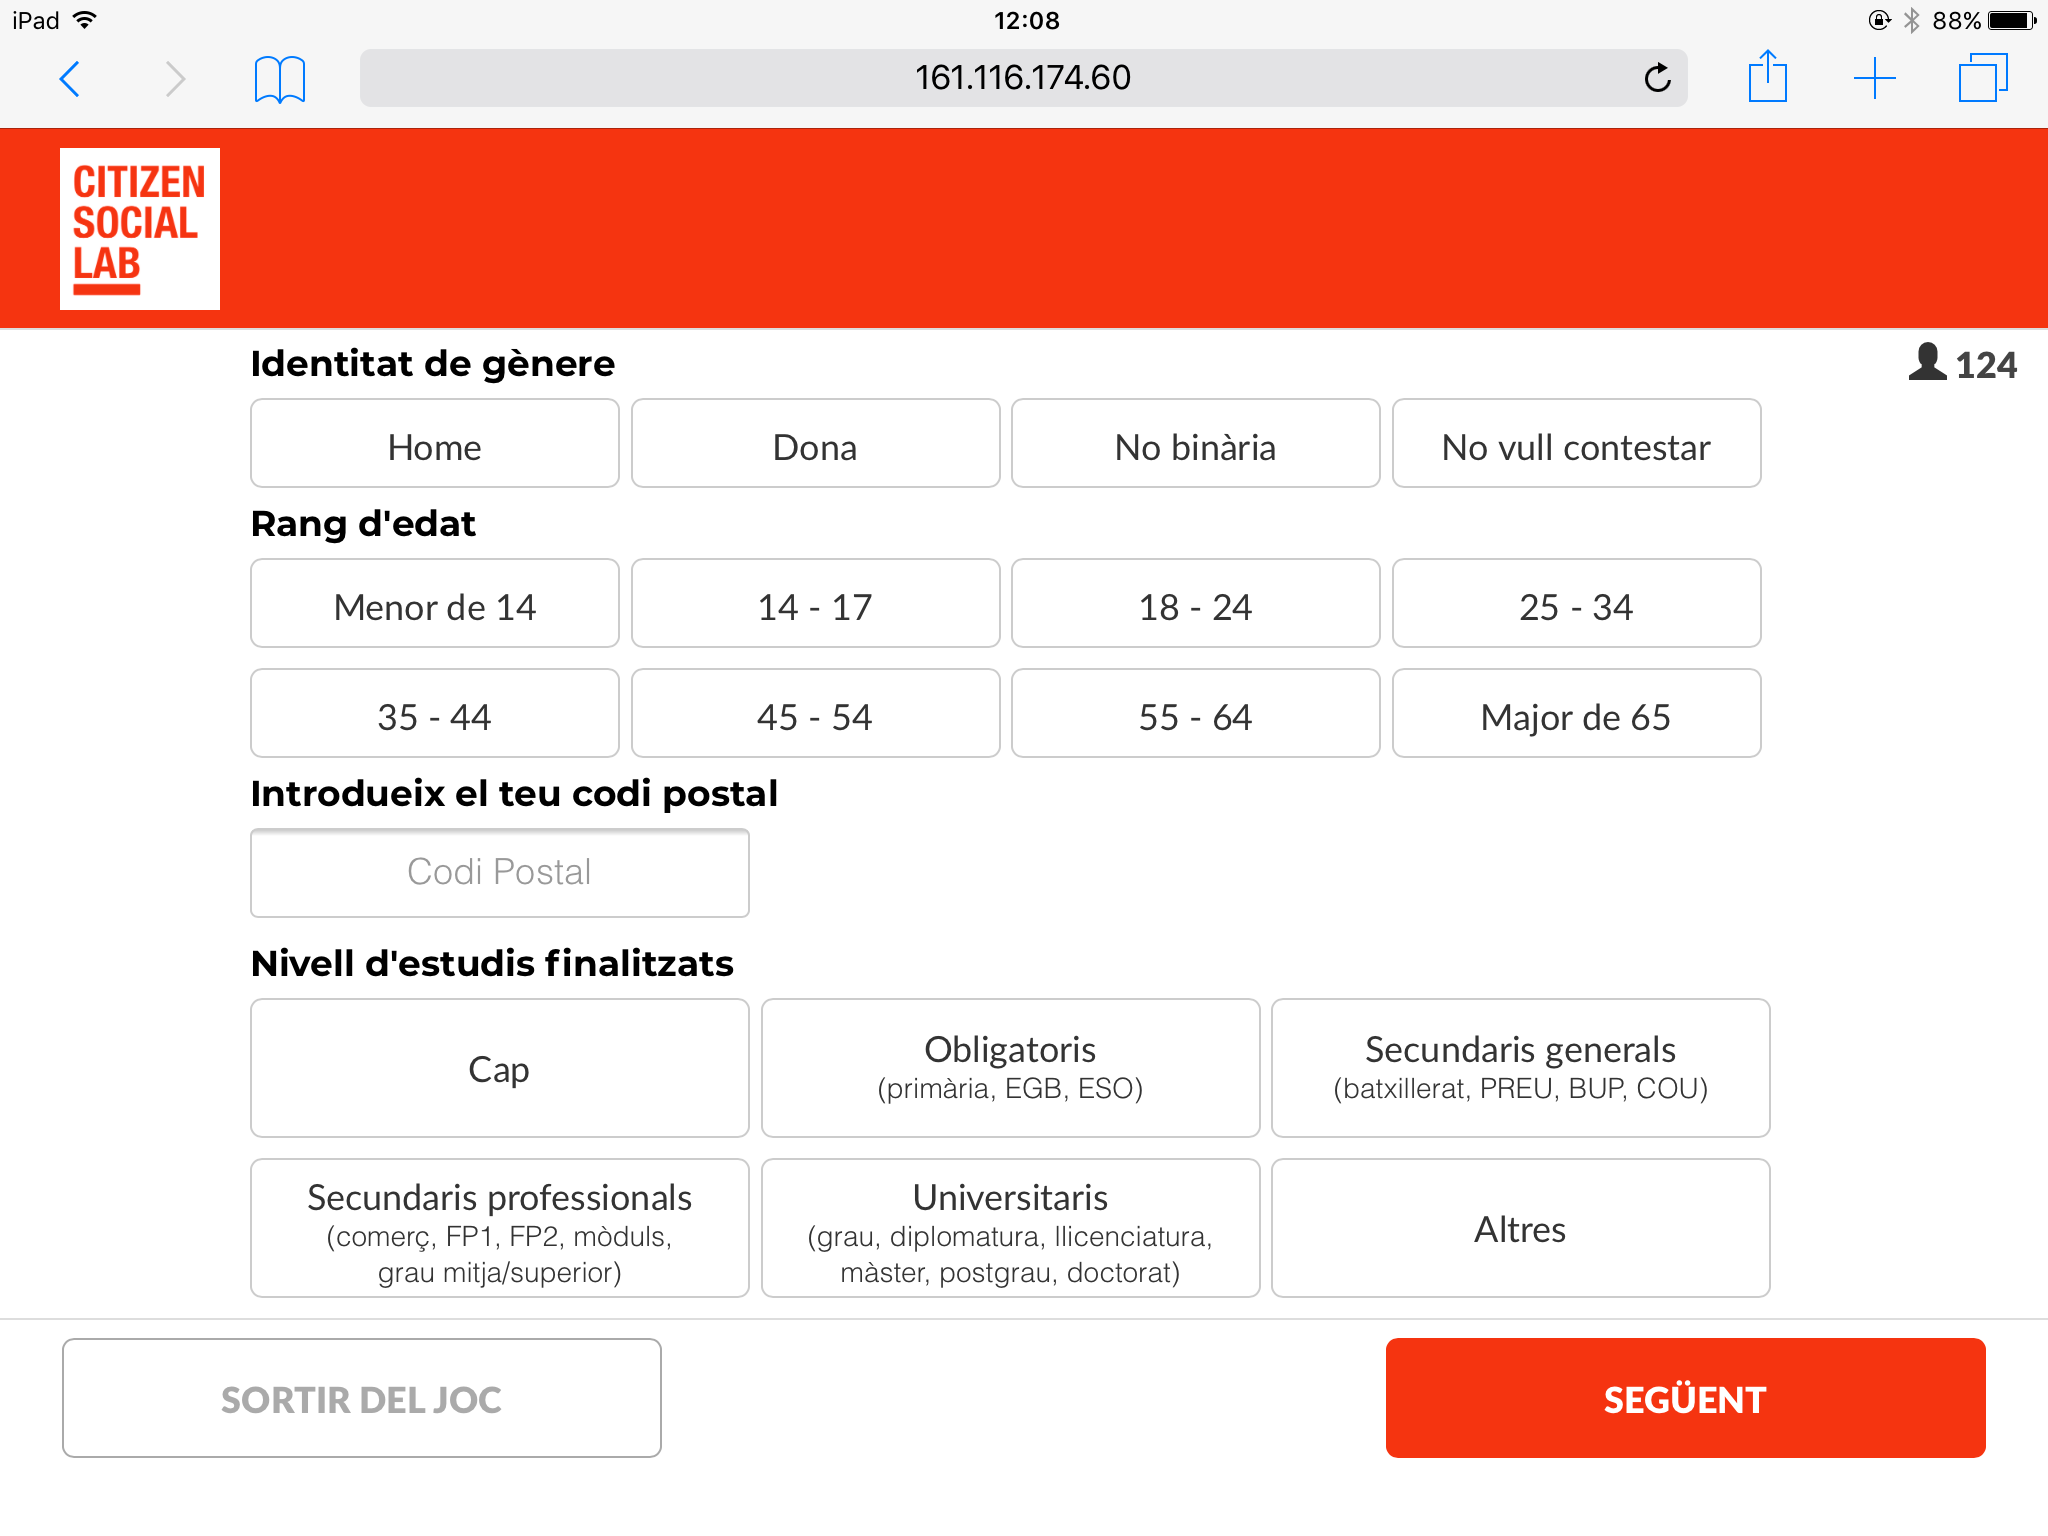 iPad 12:08 88%
161.116.174.60
CITIZEN
SOCIAL
LAB
Identitat de gènere 124
Home Dona No binària No vull contestar
Rang d'edat
Menor de 14 14 - 17 18 - 24 25 - 34
35 - 44 45 - 54 55 - 64 Major de 65
Introdueix el teu codi postal
Codi Postal
Nivell d'estudis finalitzats
Cap
Obligatoris
(primària, EGB, ESO)
Secundaris generals
(batxillerat, PREU, BUP, COU)
Secundaris professionals
(comerç, FP1, FP2, mòduls,
grau mitja/superior)
Universitaris
(grau, diplomatura, llicenciatura,
màster, postgrau, doctorat)
Altres
SORTIR DEL JOC SEGÜENT